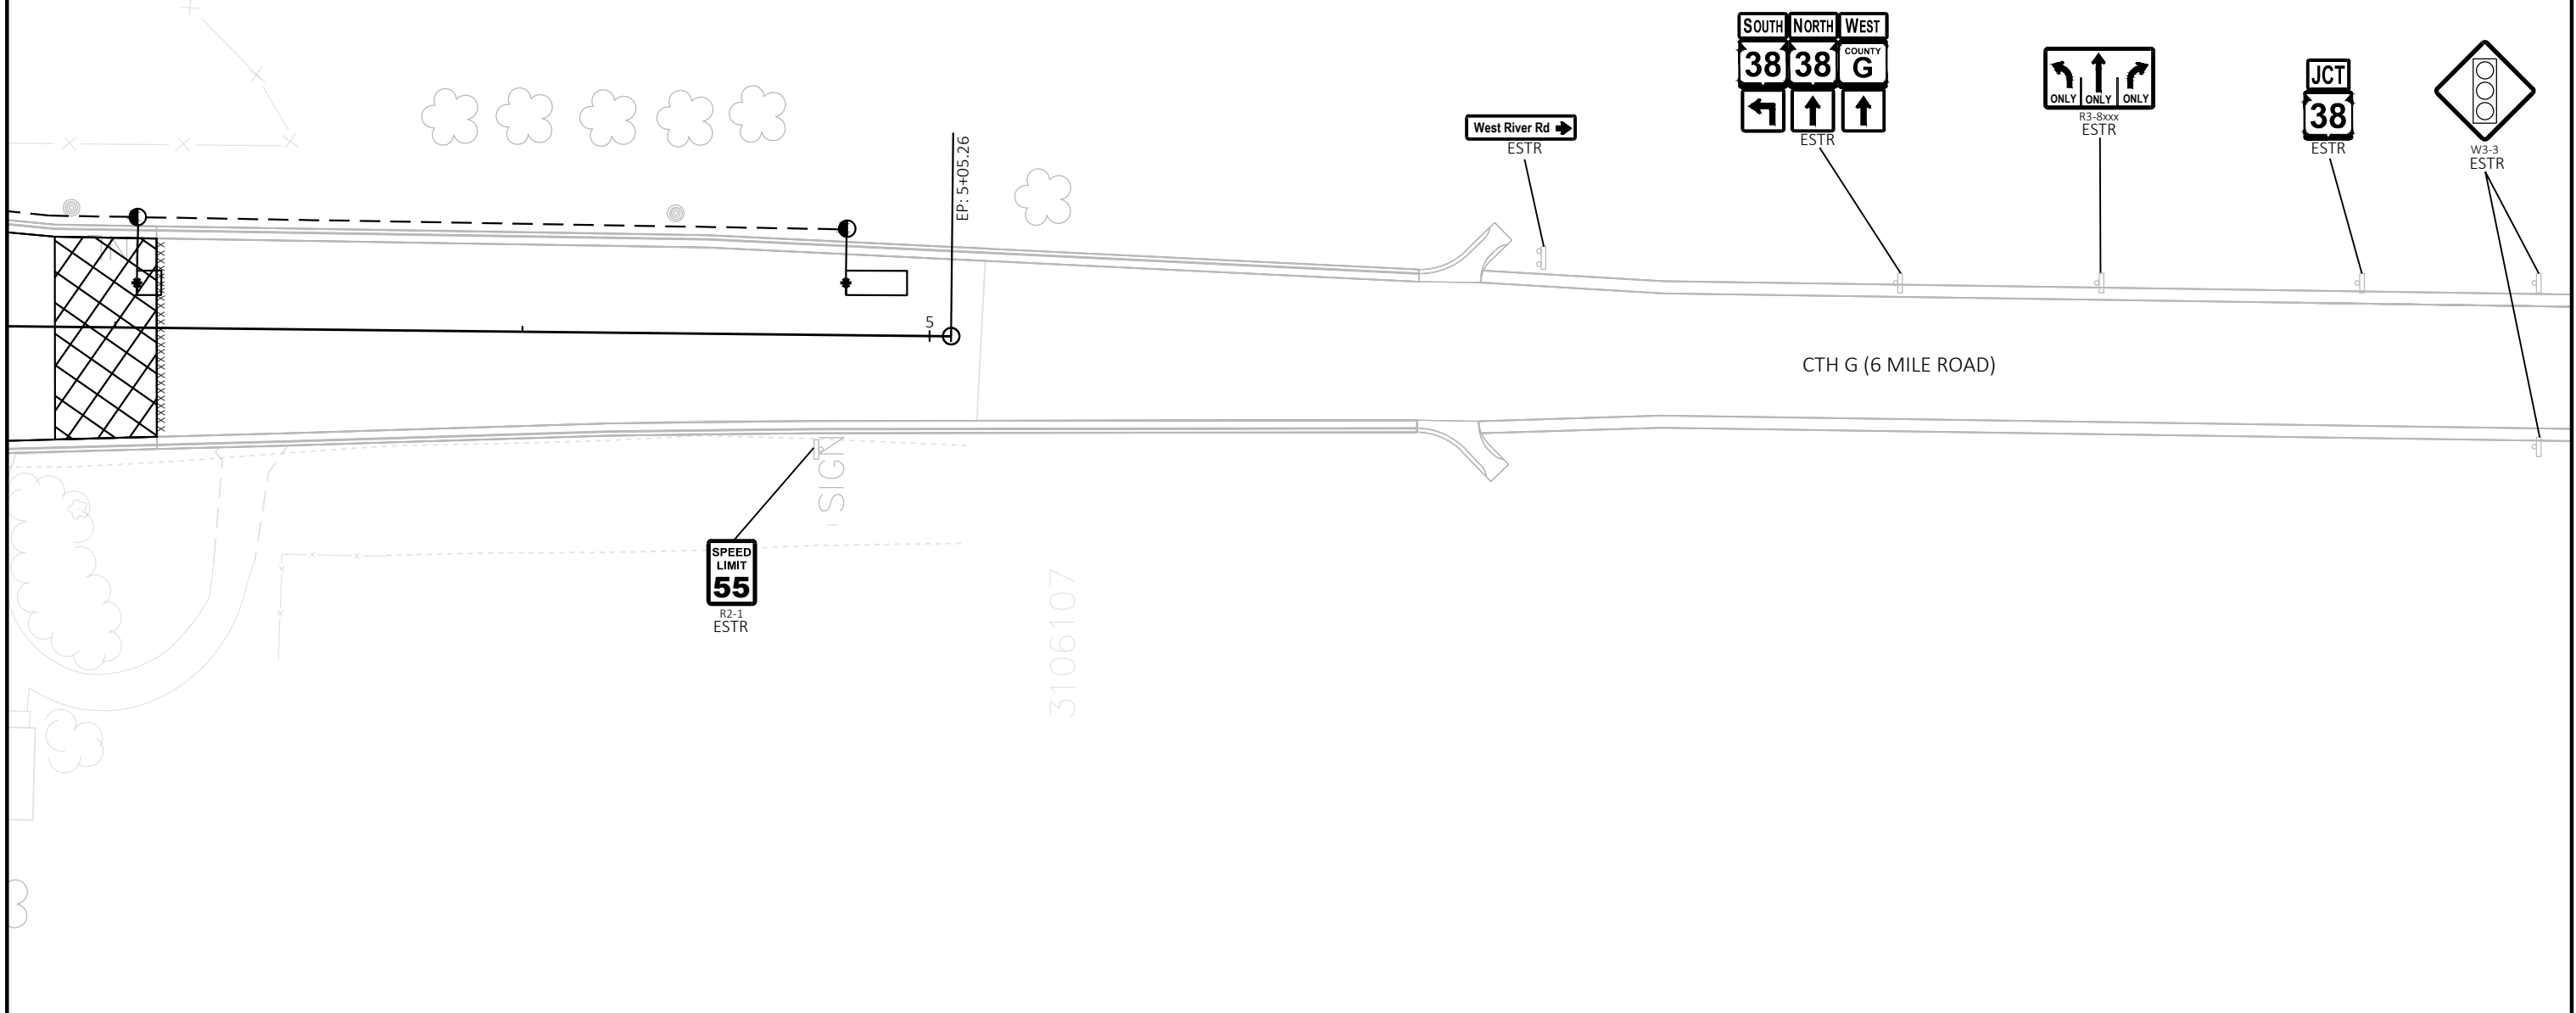 SOUTH NORTH WEST
38 38 COUNTY G
ESTR
West River Rd
ESTR
ONLY ONLY ONLY
R3-8xxx
ESTR
JCT
38
ESTR
W3-3
ESTR
EP: 5+05.26
5
CTH G (6 MILE ROAD)
SIGN
SPEED
LIMIT
55
R2-1
ESTR
3106107